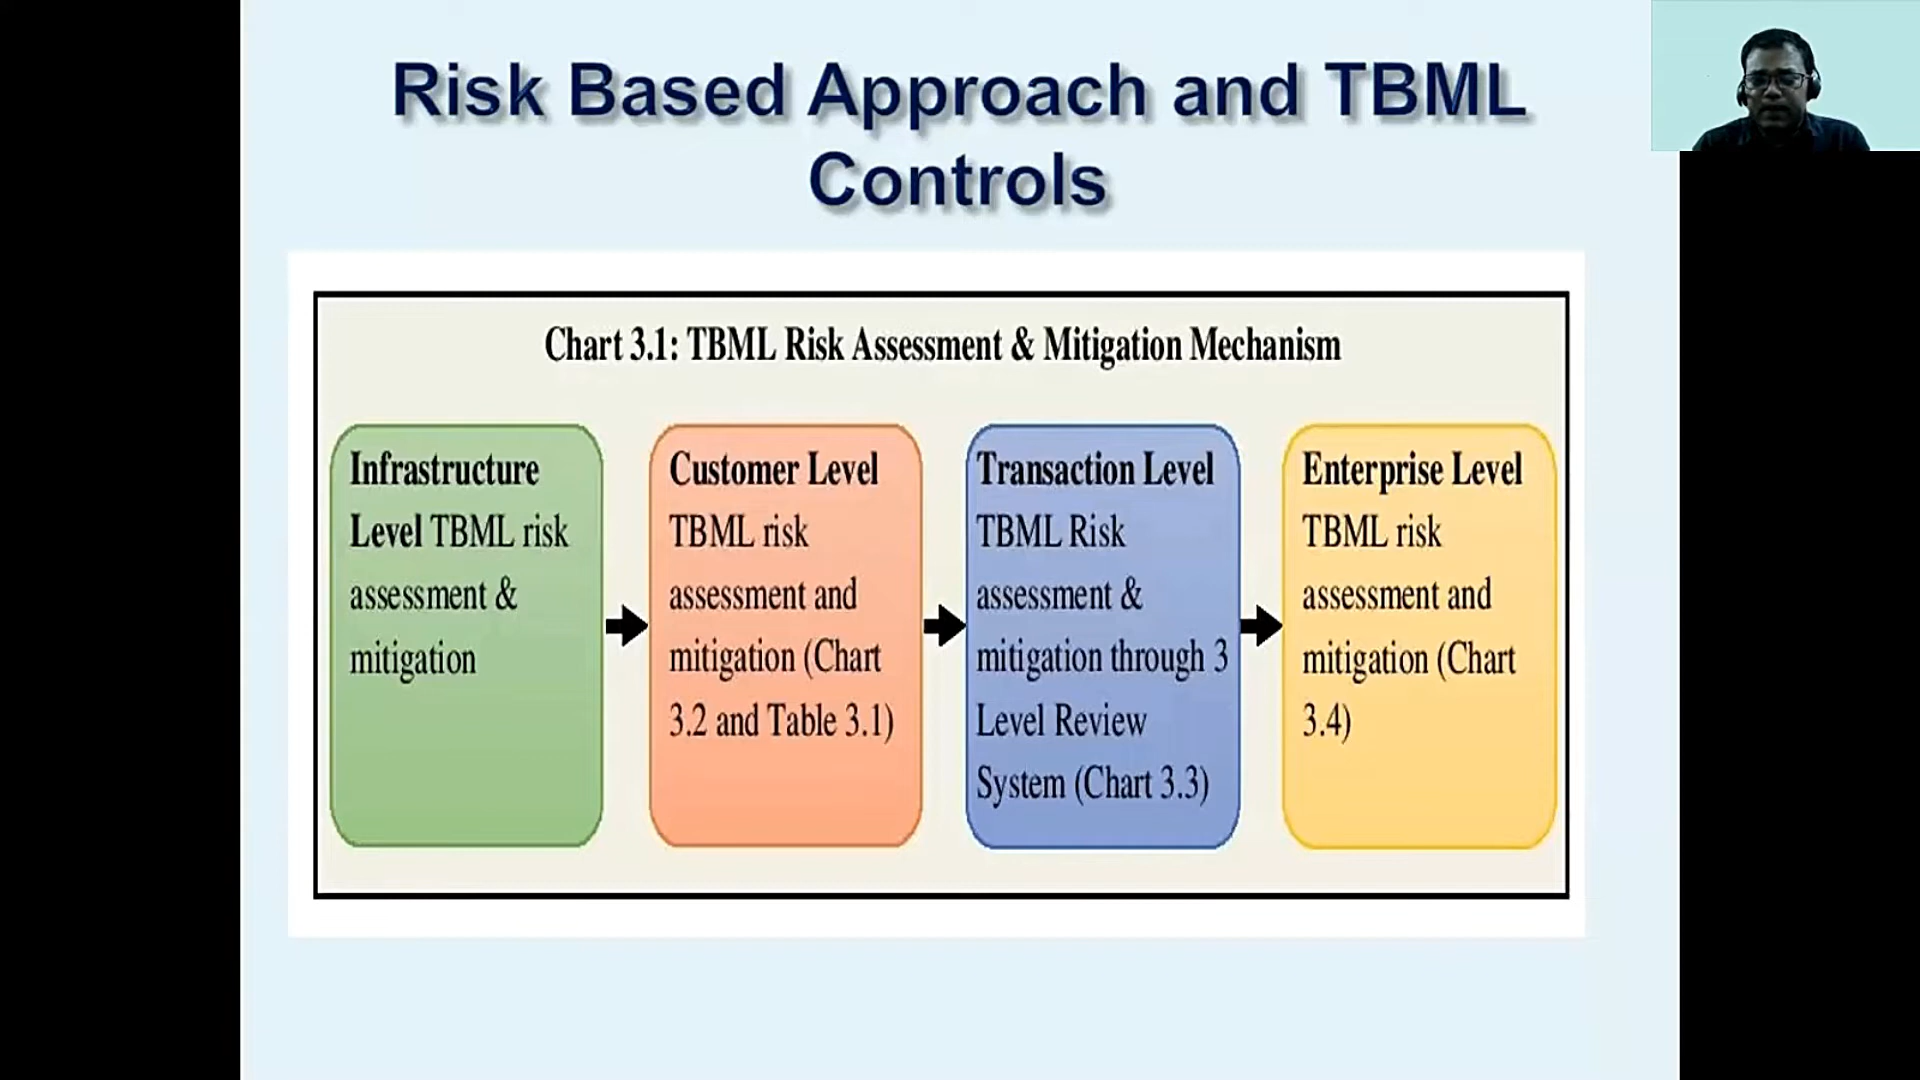 Risk Based Approach and TBML
Controls
Chart 3.1: TBML Risk Assessment & Mitigation Mechanism
Infrastructure
Level TBML risk
assessment &
mitigation
Customer Level
TBML risk
assessment and
mitigation (Chart
3.2 and Table 3.1)
Transaction Level
TBML Risk
assessment &
mitigation through 3
Level Review
System (Chart 3.3)
Enterprise Level
TBML risk
assessment and
mitigation (Chart
3.4)